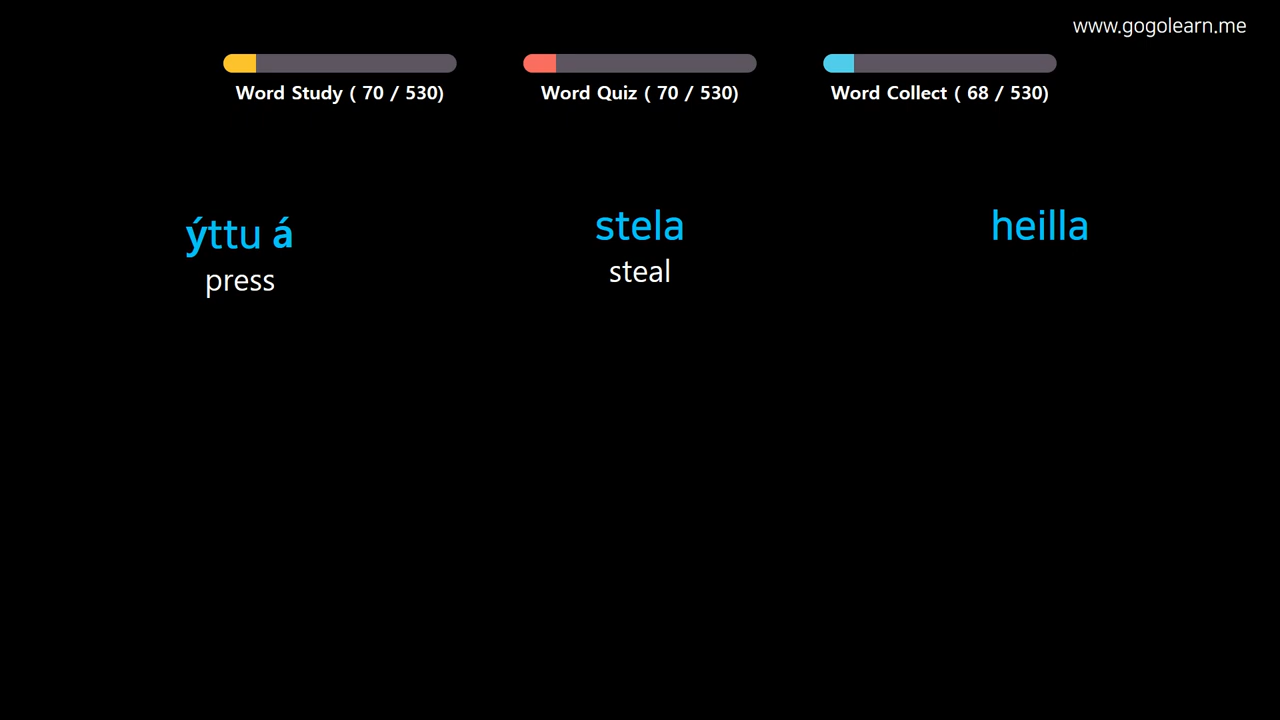 www.gogolearn.me
Word Study ( 70 / 530)
Word Quiz ( 70 / 530)
Word Collect ( 68 / 530)
ýttu á
press
stela
steal
heilla